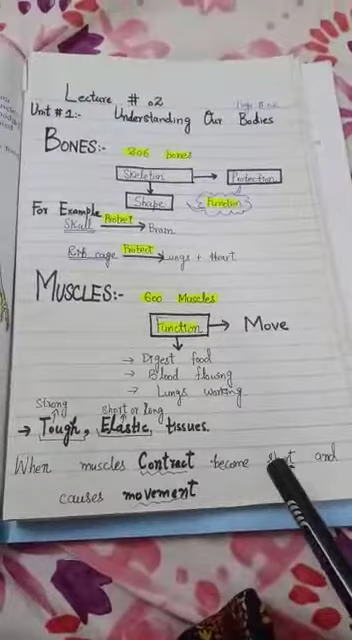 Lecture # .02
Unit # 1:- Understanding Our Bodies
BONES:-
206 bones
Skeleton → Protection
Shape Function
For Example
Skull Protect → Brain
Rib cage Protect → Lungs + Heart
MUSCLES:-
600 Muscles
Function → Move
→ Digest food
→ Blood flowing
→ Lungs working
Strong short or long
→ Tough, Elastic, tissues.
When muscles Contract become short and
causes movement